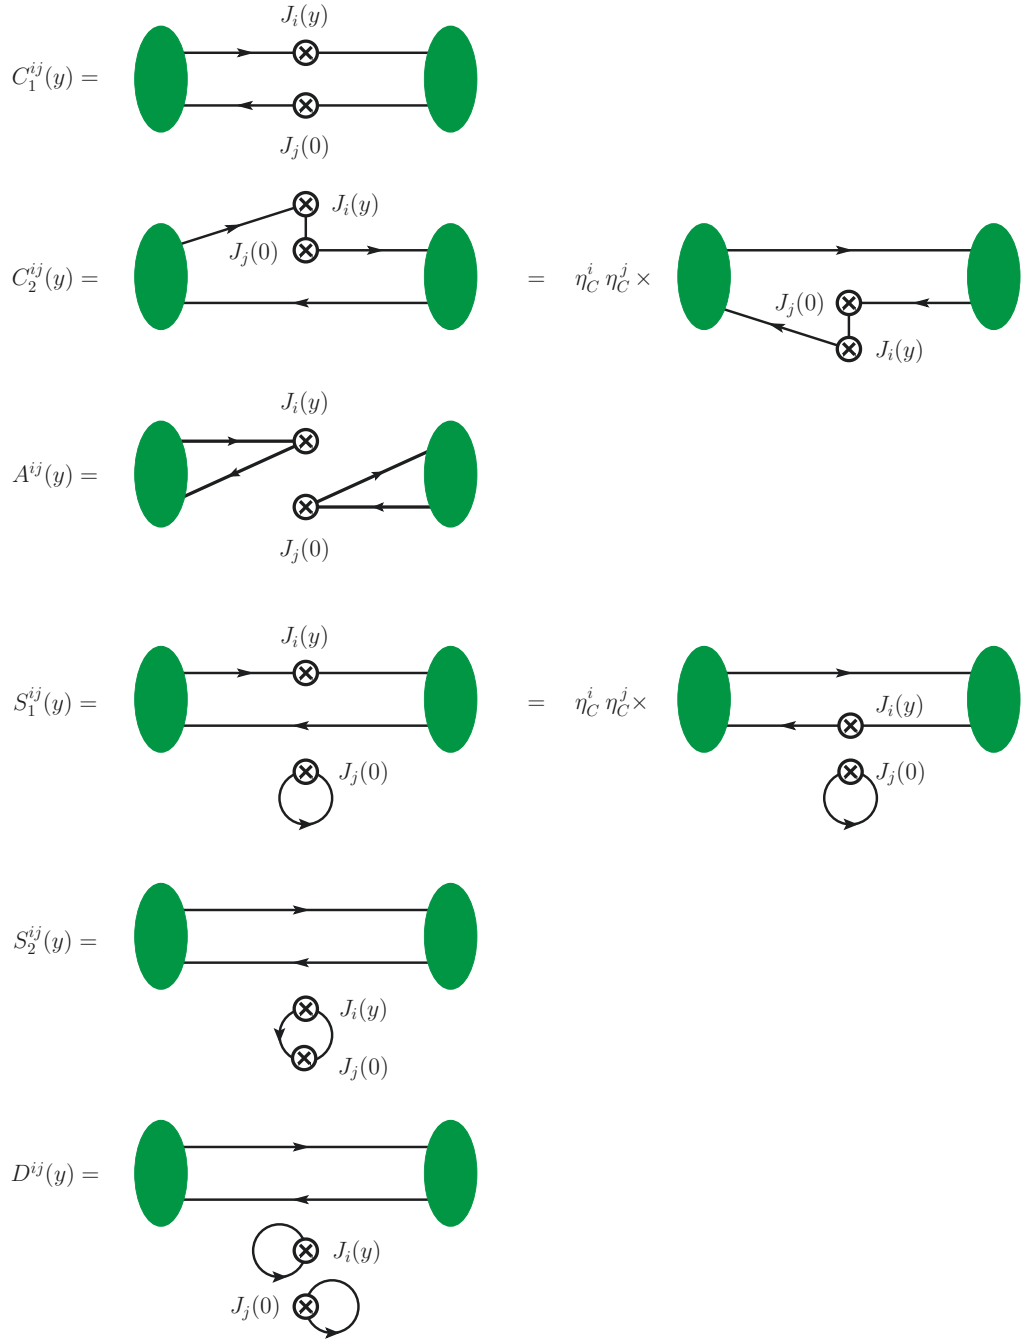 J_i(y)
C_1^{ij}(y) =
J_j(0)
J_i(y)
J_j(0)
C_2^{ij}(y) =
= η_C^i η_C^j ×
J_j(0)
J_i(y)
J_i(y)
A^{ij}(y) =
J_j(0)
J_i(y)
S_1^{ij}(y) =
J_j(0)
= η_C^i η_C^j ×
J_i(y)
J_j(0)
S_2^{ij}(y) =
J_i(y)
J_j(0)
D^{ij}(y) =
J_i(y)
J_j(0)